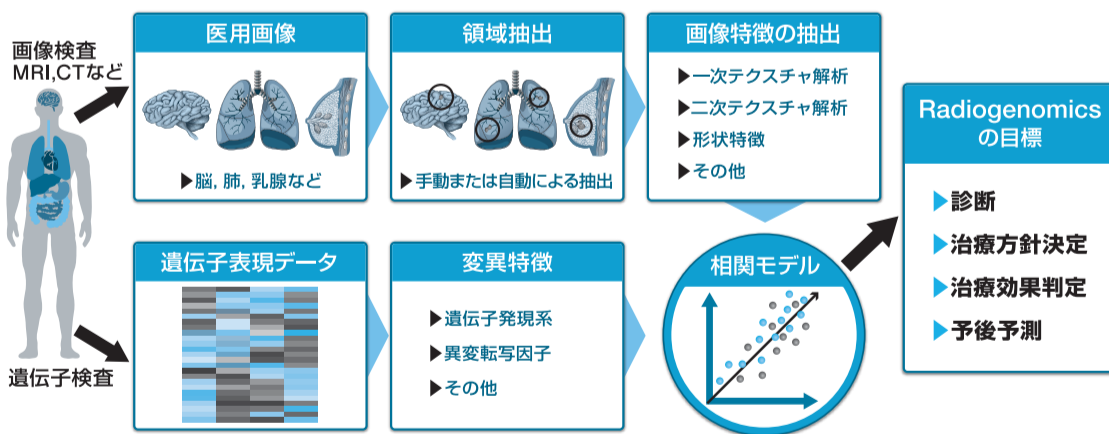 画像検査
MRI,CTなど
医用画像
▶脳, 肺, 乳腺など
領域抽出
▶手動または自動による抽出
画像特徴の抽出
▶一次テクスチャ解析
▶二次テクスチャ解析
▶形状特徴
▶その他
遺伝子検査
遺伝子表現データ
変異特徴
▶遺伝子発現系
▶異変転写因子
▶その他
相関モデル
Radiogenomics
の目標
▶診断
▶治療方針決定
▶治療効果判定
▶予後予測